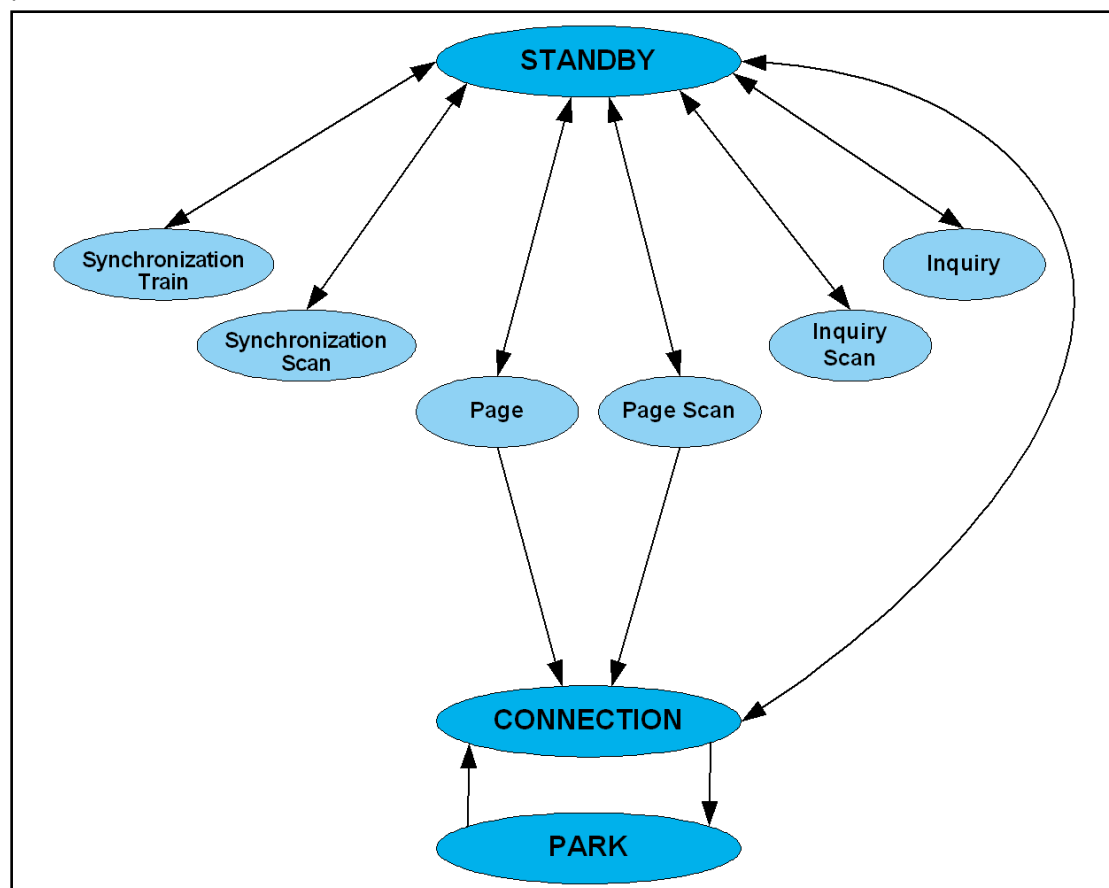 STANDBY
Synchronization
Train
Inquiry
Synchronization
Scan
Inquiry
Scan
Page
Page Scan
CONNECTION
PARK